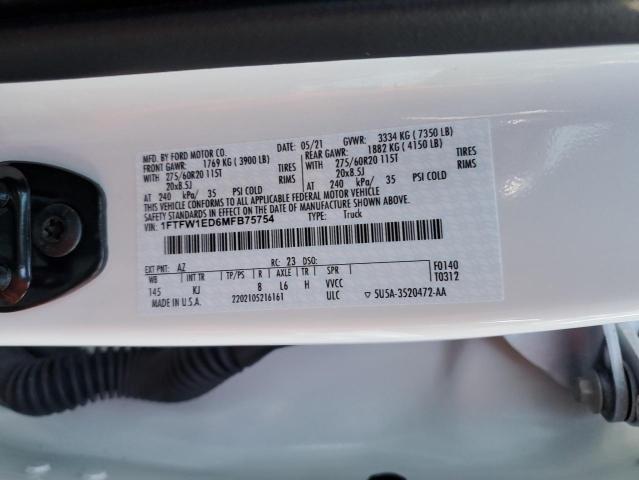 MFD. BY FORD MOTOR CO. DATE: 05/21 GVWR: 3334 KG ( 7350 LB)
FRONT GAWR: 1769 KG ( 3900 LB) REAR GAWR: 1882 KG ( 4150 LB)
WITH 275/60R20 115T TIRES WITH 275/60R20 115T TIRES
20x8.5J RIMS 20x8.5J RIMS
AT 240 kPa/ 35 PSI COLD AT 240 kPa/ 35 PSI COLD
THIS VEHICLE CONFORMS TO ALL APPLICABLE FEDERAL MOTOR VEHICLE
SAFETY STANDARDS IN EFFECT ON THE DATE OF MANUFACTURE SHOWN ABOVE.
VIN: 1FTFW1ED6MFB75754 TYPE: Truck
EXT PNT: AZ RC: 23 DSO: F0140
WB INT TR TP/PS R AXLE TR SPR T0312
145 KJ 8 L6 H VVCC
MADE IN U.S.A. 2202105216161 ULC ▽ 5U5A-3520472-AA